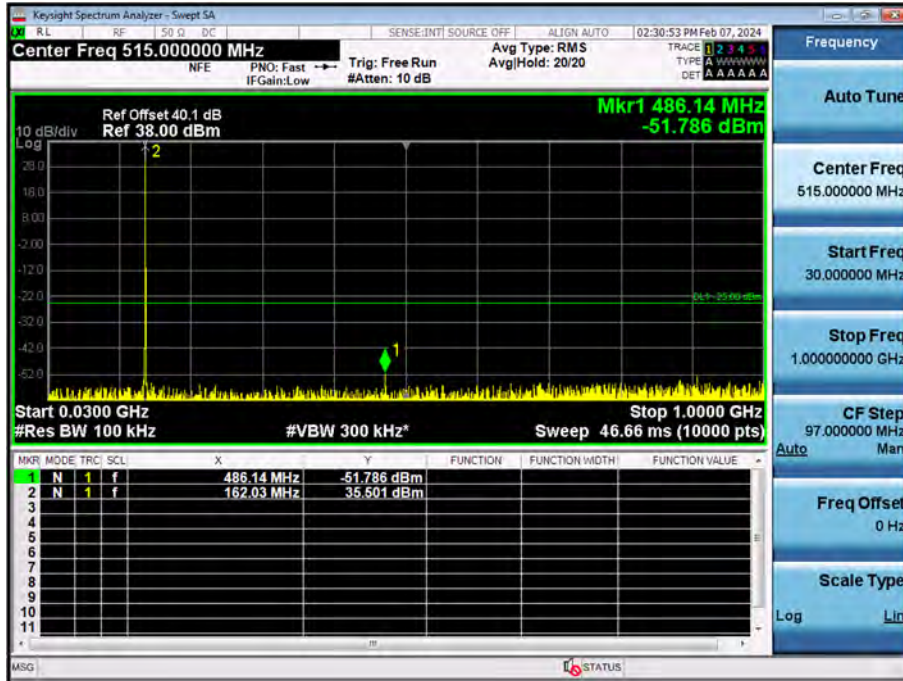 Keysight Spectrum Analyzer - Swept SA
RL RF 50 Ω DC SENSE:INT SOURCE OFF ALIGN AUTO 02:30:53 PM Feb 07, 2024
Center Freq 515.000000 MHz
NFE
PNO: Fast
IFGain:Low
Trig: Free Run
#Atten: 10 dB
Avg Type: RMS
Avg|Hold: 20/20
TRACE 1 2 3 4 5 6
TYPE A WWWWW
DET A A A A A A
Mkr1 486.14 MHz
-51.786 dBm
Ref Offset 40.1 dB
10 dB/div Ref 38.00 dBm
Log
28.0
18.0
8.00
-2.00
-12.0
-22.0
-32.0
-42.0
-52.0
2
DL1 -25.00 dBm
1
Start 0.0300 GHz Stop 1.0000 GHz
#Res BW 100 kHz #VBW 300 kHz* Sweep 46.66 ms (10000 pts)
MKR MODE TRC SCL X Y FUNCTION FUNCTION WIDTH FUNCTION VALUE
1 N 1 f 486.14 MHz -51.786 dBm
2 N 1 f 162.03 MHz 35.501 dBm
3
4
5
6
7
8
9
10
11
MSG STATUS
Frequency
Auto Tune
Center Freq
515.000000 MHz
Start Freq
30.000000 MHz
Stop Freq
1.000000000 GHz
CF Step
97.000000 MHz
Auto Man
Freq Offset
0 Hz
Scale Type
Log Lin